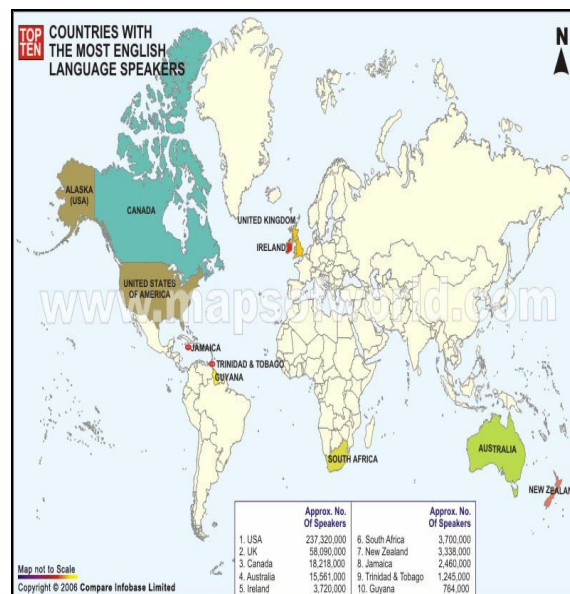 TOP
TEN
COUNTRIES WITH
THE MOST ENGLISH
LANGUAGE SPEAKERS
N
ALASKA
(USA)
CANADA
UNITED KINGDOM
IRELAND
UNITED STATES
OF AMERICA
www.mapsofworld.com
JAMAICA
TRINIDAD & TOBAGO
GUYANA
SOUTH AFRICA
AUSTRALIA
NEW ZEALAN
Approx. No.
Of Speakers
1. USA 237,320,000
2. UK 58,090,000
3. Canada 18,218,000
4. Australia 15,561,000
5. Ireland 3,720,000
Approx. No.
Of Speakers
6. South Africa 3,700,000
7. New Zealand 3,338,000
8. Jamaica 2,460,000
9. Trinidad & Tobago 1,245,000
10. Guyana 764,000
Map not to Scale
Copyright © 2006 Compare Infobase Limited